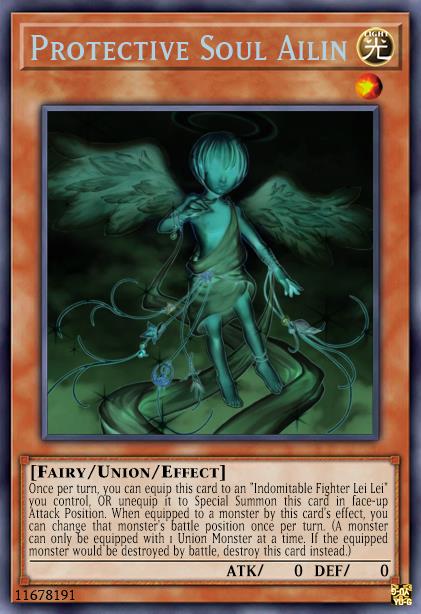 PROTECTIVE SOUL AILIN
LIGHT
光
[FAIRY/UNION/EFFECT]
Once per turn, you can equip this card to an "Indomitable Fighter Lei Lei"
you control, OR unequip it to Special Summon this card in face-up
Attack Position. When equipped to a monster by this card's effect, you
can change that monster's battle position once per turn. (A monster
can only be equipped with 1 Union Monster at a time. If the equipped
monster would be destroyed by battle, destroy this card instead.)
ATK/ 0 DEF/ 0
11678191